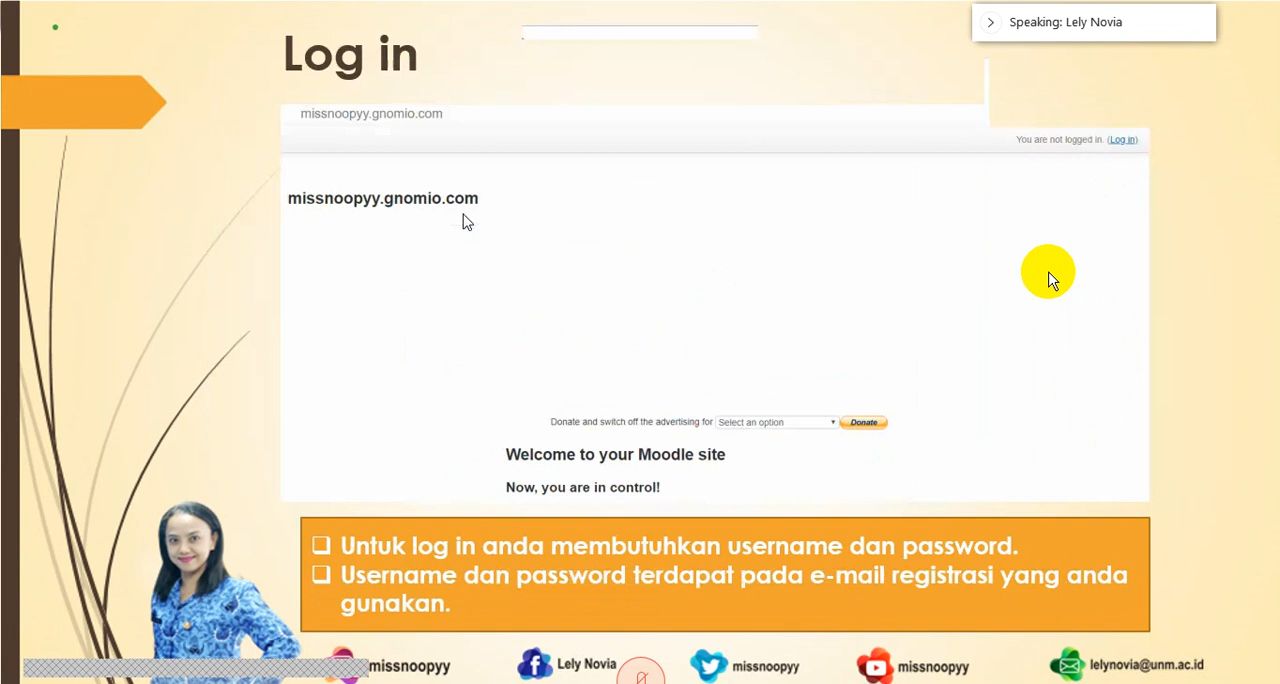 Speaking: Lely Novia
Log in
missnoopyy.gnomio.com
You are not logged in. (Log in)
missnoopyy.gnomio.com
Donate and switch off the advertising for Select an option Donate
Welcome to your Moodle site
Now, you are in control!
❑ Untuk log in anda membutuhkan username dan password.
❑ Username dan password terdapat pada e-mail registrasi yang anda
gunakan.
missnoopyy Lely Novia missnoopyy missnoopyy lelynovia@unm.ac.id